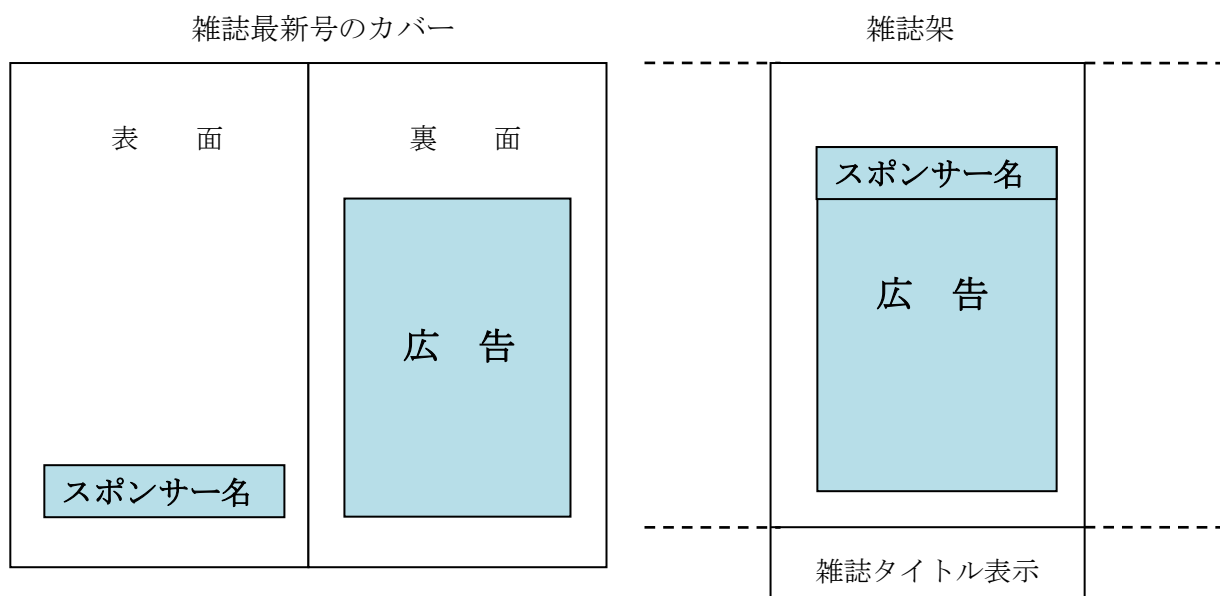 雑誌最新号のカバー
表　面
裏　面
広　告
スポンサー名
雑誌架
スポンサー名
広　告
雑誌タイトル表示